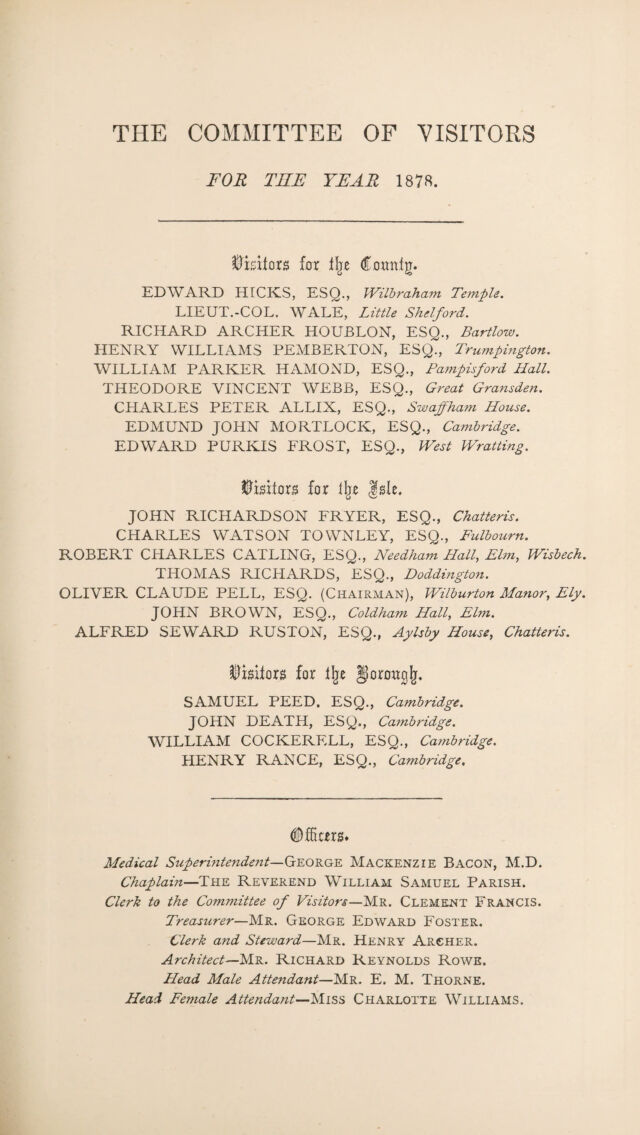 THE COMMITTEE OF VISITORS
FOR THE YEAR 1878.
Visitors for the County.
EDWARD HICKS, ESQ., Wilbraham Temple.
LIEUT.-COL. WALE, Little Shelford.
RICHARD ARCHER HOUBLON, ESQ., Bartlow.
HENRY WILLIAMS PEMBERTON, ESQ., Trumpington.
WILLIAM PARKER HAMOND, ESQ., Pampisford Hall.
THEODORE VINCENT WEBB, ESQ., Great Gransden.
CHARLES PETER ALLIX, ESQ., Swaffham House.
EDMUND JOHN MORTLOCK, ESQ., Cambridge.
EDWARD PURKIS FROST, ESQ., West Wratting.
Visitors for the Isle.
JOHN RICHARDSON FRYER, ESQ., Chatteris.
CHARLES WATSON TOWNLEY, ESQ., Fulbourn.
ROBERT CHARLES CATLING, ESQ., Needham Hall, Elm, Wisbech.
THOMAS RICHARDS, ESQ., Doddington.
OLIVER CLAUDE PELL, ESQ. (CHAIRMAN), Wilburton Manor, Ely.
JOHN BROWN, ESQ., Coldham Hall, Elm.
ALFRED SEWARD RUSTON, ESQ., Aylsby House, Chatteris.
Visitors for the Borough.
SAMUEL PEED. ESQ., Cambridge.
JOHN DEATH, ESQ., Cambridge.
WILLIAM COCKERELL, ESQ., Cambridge.
HENRY RANCE, ESQ., Cambridge.
Officers.
Medical Superintendent—GEORGE MACKENZIE BACON, M.D.
Chaplain—THE REVEREND WILLIAM SAMUEL PARISH.
Clerk to the Committee of Visitors—MR. CLEMENT FRANCIS.
Treasurer—MR. GEORGE EDWARD FOSTER.
Clerk and Steward—MR. HENRY ARCHER.
Architect—MR. RICHARD REYNOLDS ROWE.
Head Male Attendant—MR. E. M. THORNE.
Head Female Attendant—MISS CHARLOTTE WILLIAMS.